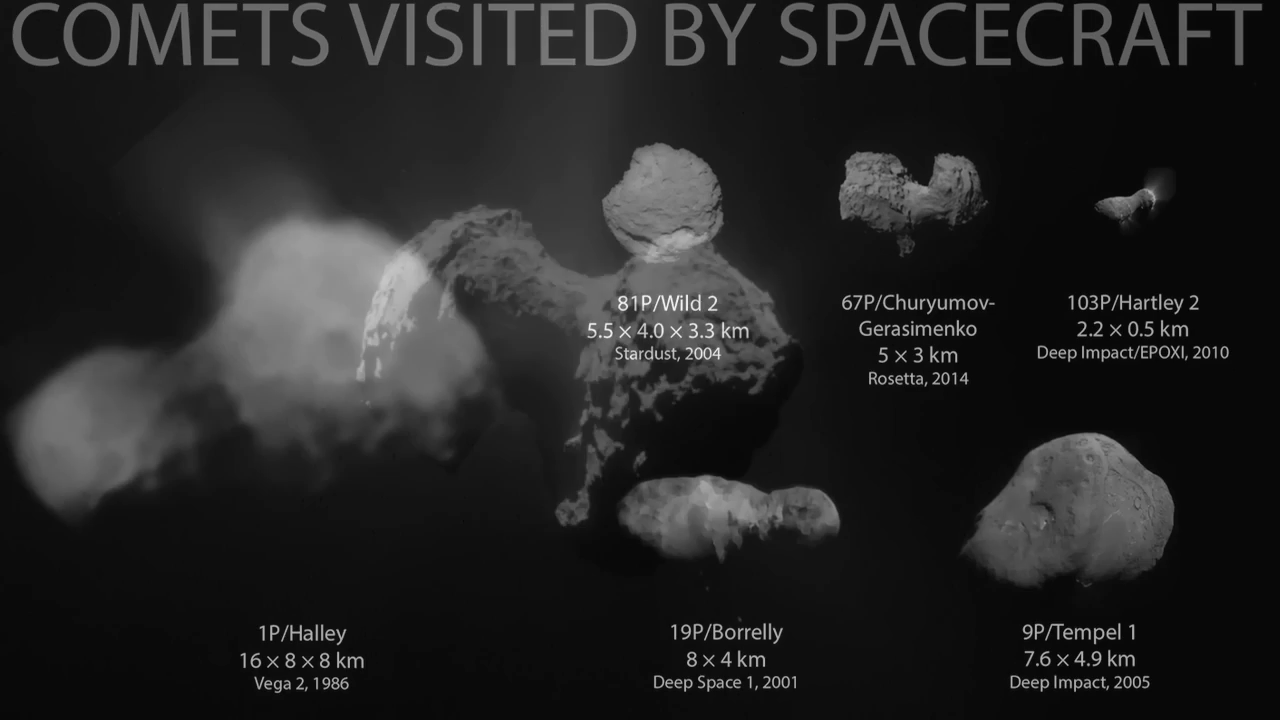 COMETS VISITED BY SPACECRAFT
81P/Wild 2
5.5 × 4.0 × 3.3 km
Stardust, 2004
67P/Churyumov-
Gerasimenko
5 × 3 km
Rosetta, 2014
103P/Hartley 2
2.2 × 0.5 km
Deep Impact/EPOXI, 2010
1P/Halley
16 × 8 × 8 km
Vega 2, 1986
19P/Borrelly
8 × 4 km
Deep Space 1, 2001
9P/Tempel 1
7.6 × 4.9 km
Deep Impact, 2005